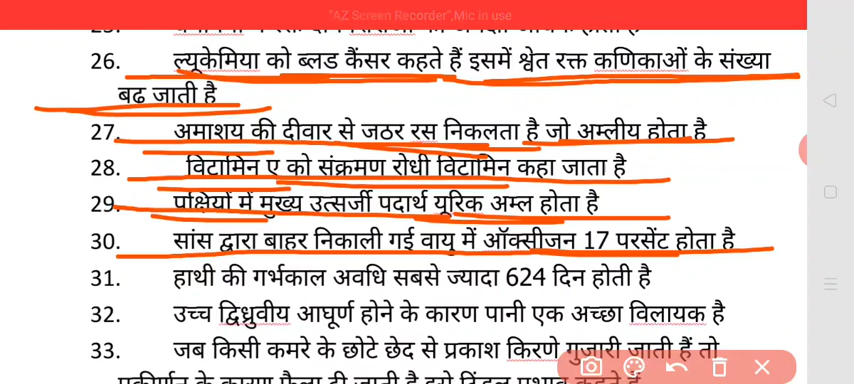 "AZ Screen Recorder",Mic in use
26. ल्यूकेमिया को ब्लड कैंसर कहते हैं इसमें श्वेत रक्त कणिकाओं के संख्या
बढ़ जाती है
27. अमाशय की दीवार से जठर रस निकलता है जो अम्लीय होता है
28. विटामिन ए को संक्रमण रोधी विटामिन कहा जाता है
29. पक्षियों में मुख्य उत्सर्जी पदार्थ यूरिक अम्ल होता है
30. सांस द्वारा बाहर निकाली गई वायु में ऑक्सीजन 17 परसेंट होता है
31. हाथी की गर्भकाल अवधि सबसे ज्यादा 624 दिन होती है
32. उच्च द्विध्रुवीय आघूर्ण होने के कारण पानी एक अच्छा विलायक है
33. जब किसी कमरे के छोटे छेद से प्रकाश किरणे गुजारी जाती हैं तो